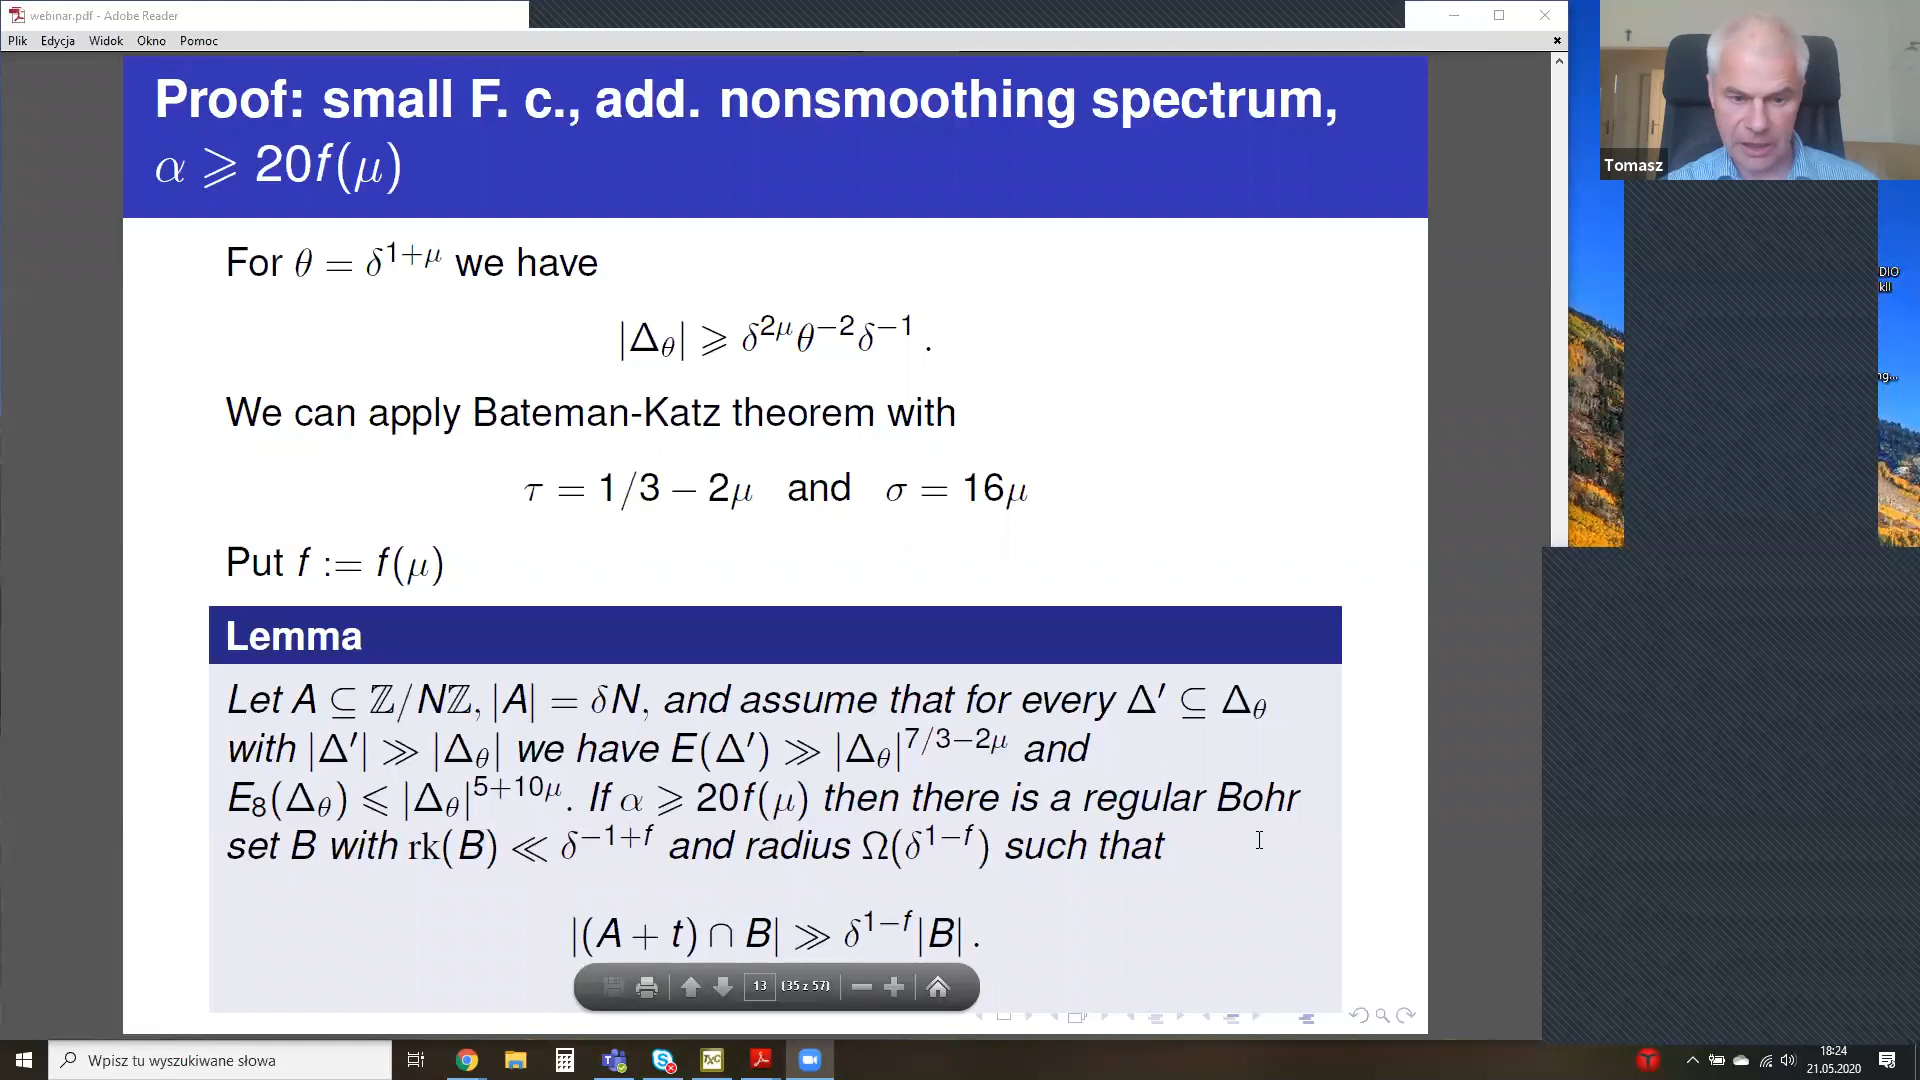 webinar.pdf - Adobe Reader
Plik Edycja Widok Okno Pomoc
Proof: small F. c., add. nonsmoothing spectrum,
α ⩾ 20f(μ)
For θ = δ^{1+μ} we have
|Δ_θ| ⩾ δ^{2μ}θ^{−2}δ^{−1} .
We can apply Bateman-Katz theorem with
τ = 1/3 − 2μ and σ = 16μ
Put f := f(μ)
Lemma
Let A ⊆ ℤ/Nℤ, |A| = δN, and assume that for every Δ′ ⊆ Δ_θ
with |Δ′| ≫ |Δ_θ| we have E(Δ′) ≫ |Δ_θ|^{7/3−2μ} and
E_8(Δ_θ) ⩽ |Δ_θ|^{5+10μ}. If α ⩾ 20f(μ) then there is a regular Bohr
set B with rk(B) ≪ δ^{−1+f} and radius Ω(δ^{1−f}) such that
|(A + t) ∩ B| ≫ δ^{1−f}|B| .
13 (35 z 57)
Tomasz
DIO
kll
ng...
Wpisz tu wyszukiwane słowa
18:24
21.05.2020